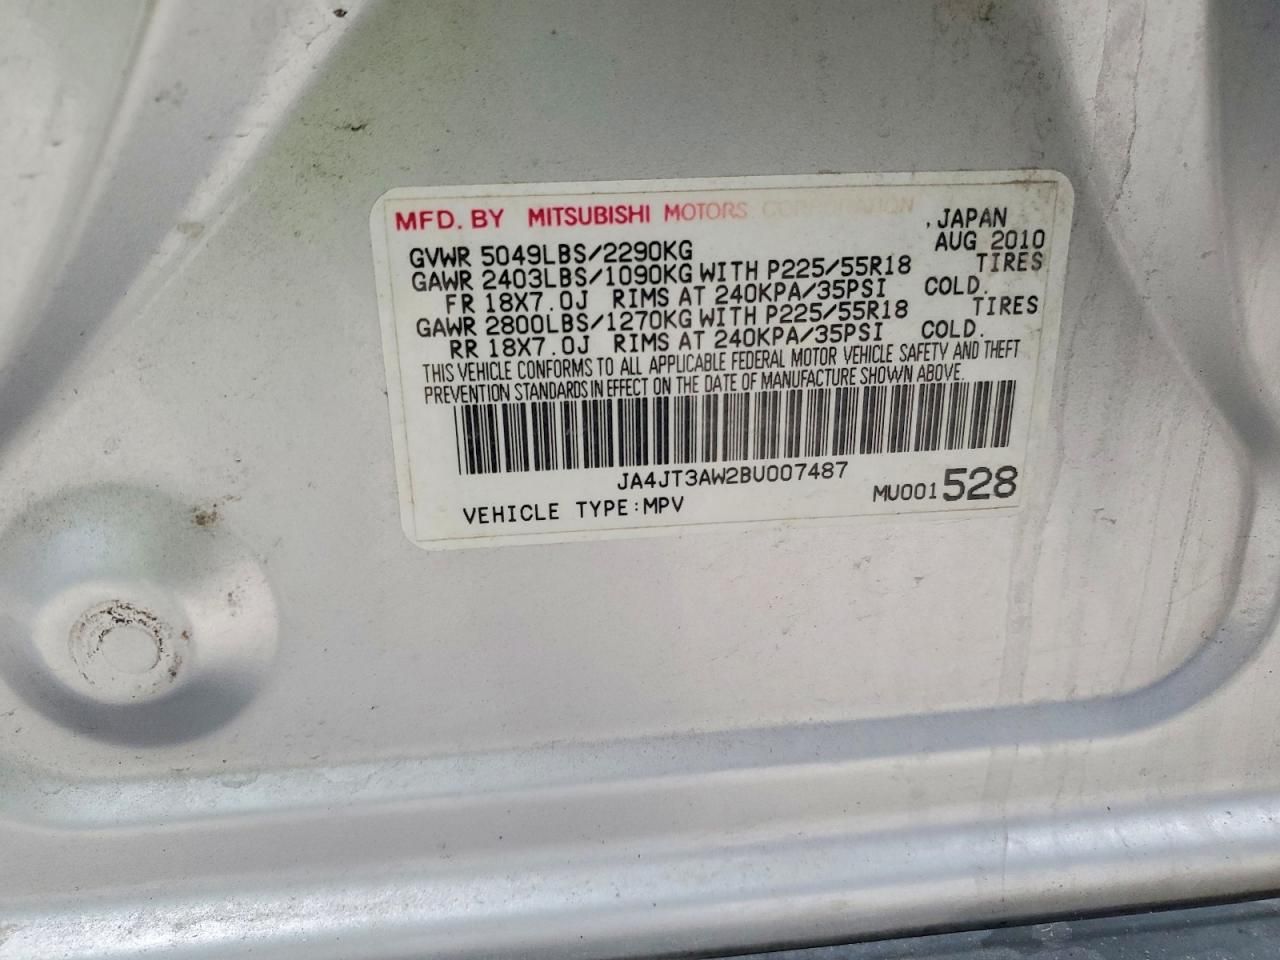 MFD. BY MITSUBISHI MOTORS CORPORATION , JAPAN
GVWR 5049LBS/2290KG AUG 2010
GAWR 2403LBS/1090KG WITH P225/55R18 TIRES
FR 18X7.0J RIMS AT 240KPA/35PSI COLD.
GAWR 2800LBS/1270KG WITH P225/55R18 TIRES
RR 18X7.0J RIMS AT 240KPA/35PSI COLD.
THIS VEHICLE CONFORMS TO ALL APPLICABLE FEDERAL MOTOR VEHICLE SAFETY AND THEFT
PREVENTION STANDARDS IN EFFECT ON THE DATE OF MANUFACTURE SHOWN ABOVE.
JA4JT3AW2BU007487
VEHICLE TYPE:MPV MU001528